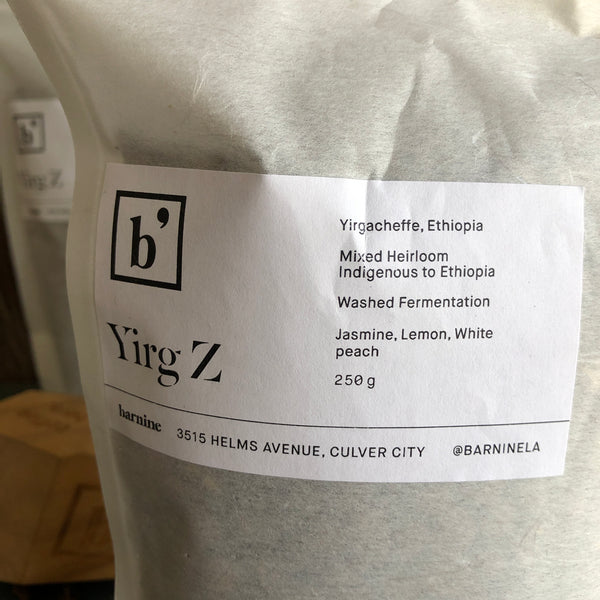 b’
Yirg Z
b’
Yirg Z
Yirgacheffe, Ethiopia
Mixed Heirloom
Indigenous to Ethiopia
Washed Fermentation
Jasmine, Lemon, White
peach
250 g
barnine
3515 HELMS AVENUE, CULVER CITY
@BARNINELA